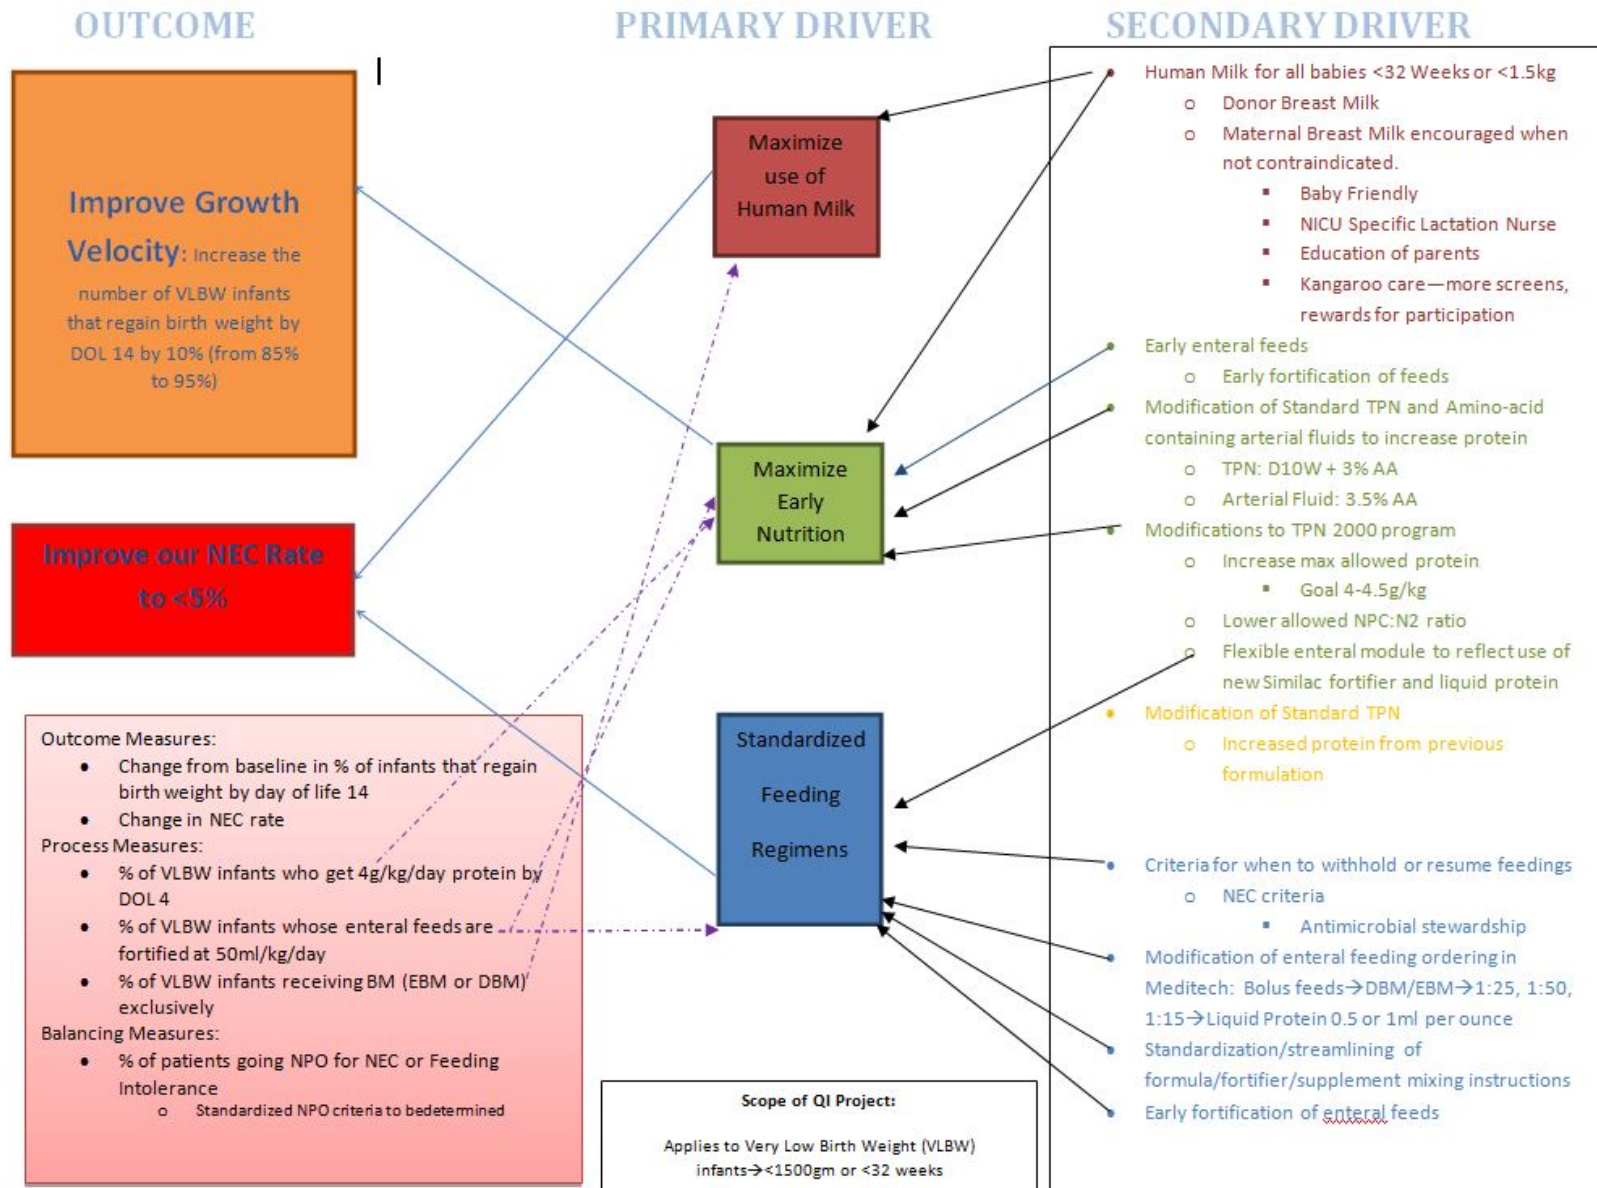 OUTCOME
PRIMARY DRIVER
SECONDARY DRIVER
Improve Growth
Velocity: Increase the
number of VLBW infants
that regain birth weight by
DOL 14 by 10% (from 85%
to 95%)
Improve our NEC Rate
to <5%
Outcome Measures:
● Change from baseline in % of infants that regain
birth weight by day of life 14
● Change in NEC rate
Process Measures:
● % of VLBW infants who get 4g/kg/day protein by
DOL 4
● % of VLBW infants whose enteral feeds are
fortified at 50ml/kg/day
● % of VLBW infants receiving BM (EBM or DBM)
exclusively
Balancing Measures:
● % of patients going NPO for NEC or Feeding
Intolerance
o Standardized NPO criteria to bedetermined
Maximize
use of
Human Milk
Maximize
Early
Nutrition
Standardized
Feeding
Regimens
Scope of QI Project:
Applies to Very Low Birth Weight (VLBW)
infants→<1500gm or <32 weeks
● Human Milk for all babies <32 Weeks or <1.5kg
o Donor Breast Milk
o Maternal Breast Milk encouraged when
not contraindicated.
▪ Baby Friendly
▪ NICU Specific Lactation Nurse
▪ Education of parents
▪ Kangaroo care—more screens,
rewards for participation
● Early enteral feeds
o Early fortification of feeds
● Modification of Standard TPN and Amino-acid
containing arterial fluids to increase protein
o TPN: D10W + 3% AA
o Arterial Fluid: 3.5% AA
● Modifications to TPN 2000 program
o Increase max allowed protein
▪ Goal 4-4.5g/kg
o Lower allowed NPC:N2 ratio
o Flexible enteral module to reflect use of
new Similac fortifier and liquid protein
● Modification of Standard TPN
o Increased protein from previous
formulation
● Criteria for when to withhold or resume feedings
o NEC criteria
▪ Antimicrobial stewardship
● Modification of enteral feeding ordering in
Meditech: Bolus feeds→DBM/EBM→1:25, 1:50,
1:15→Liquid Protein 0.5 or 1ml per ounce
● Standardization/streamlining of
formula/fortifier/supplement mixing instructions
● Early fortification of enteral feeds